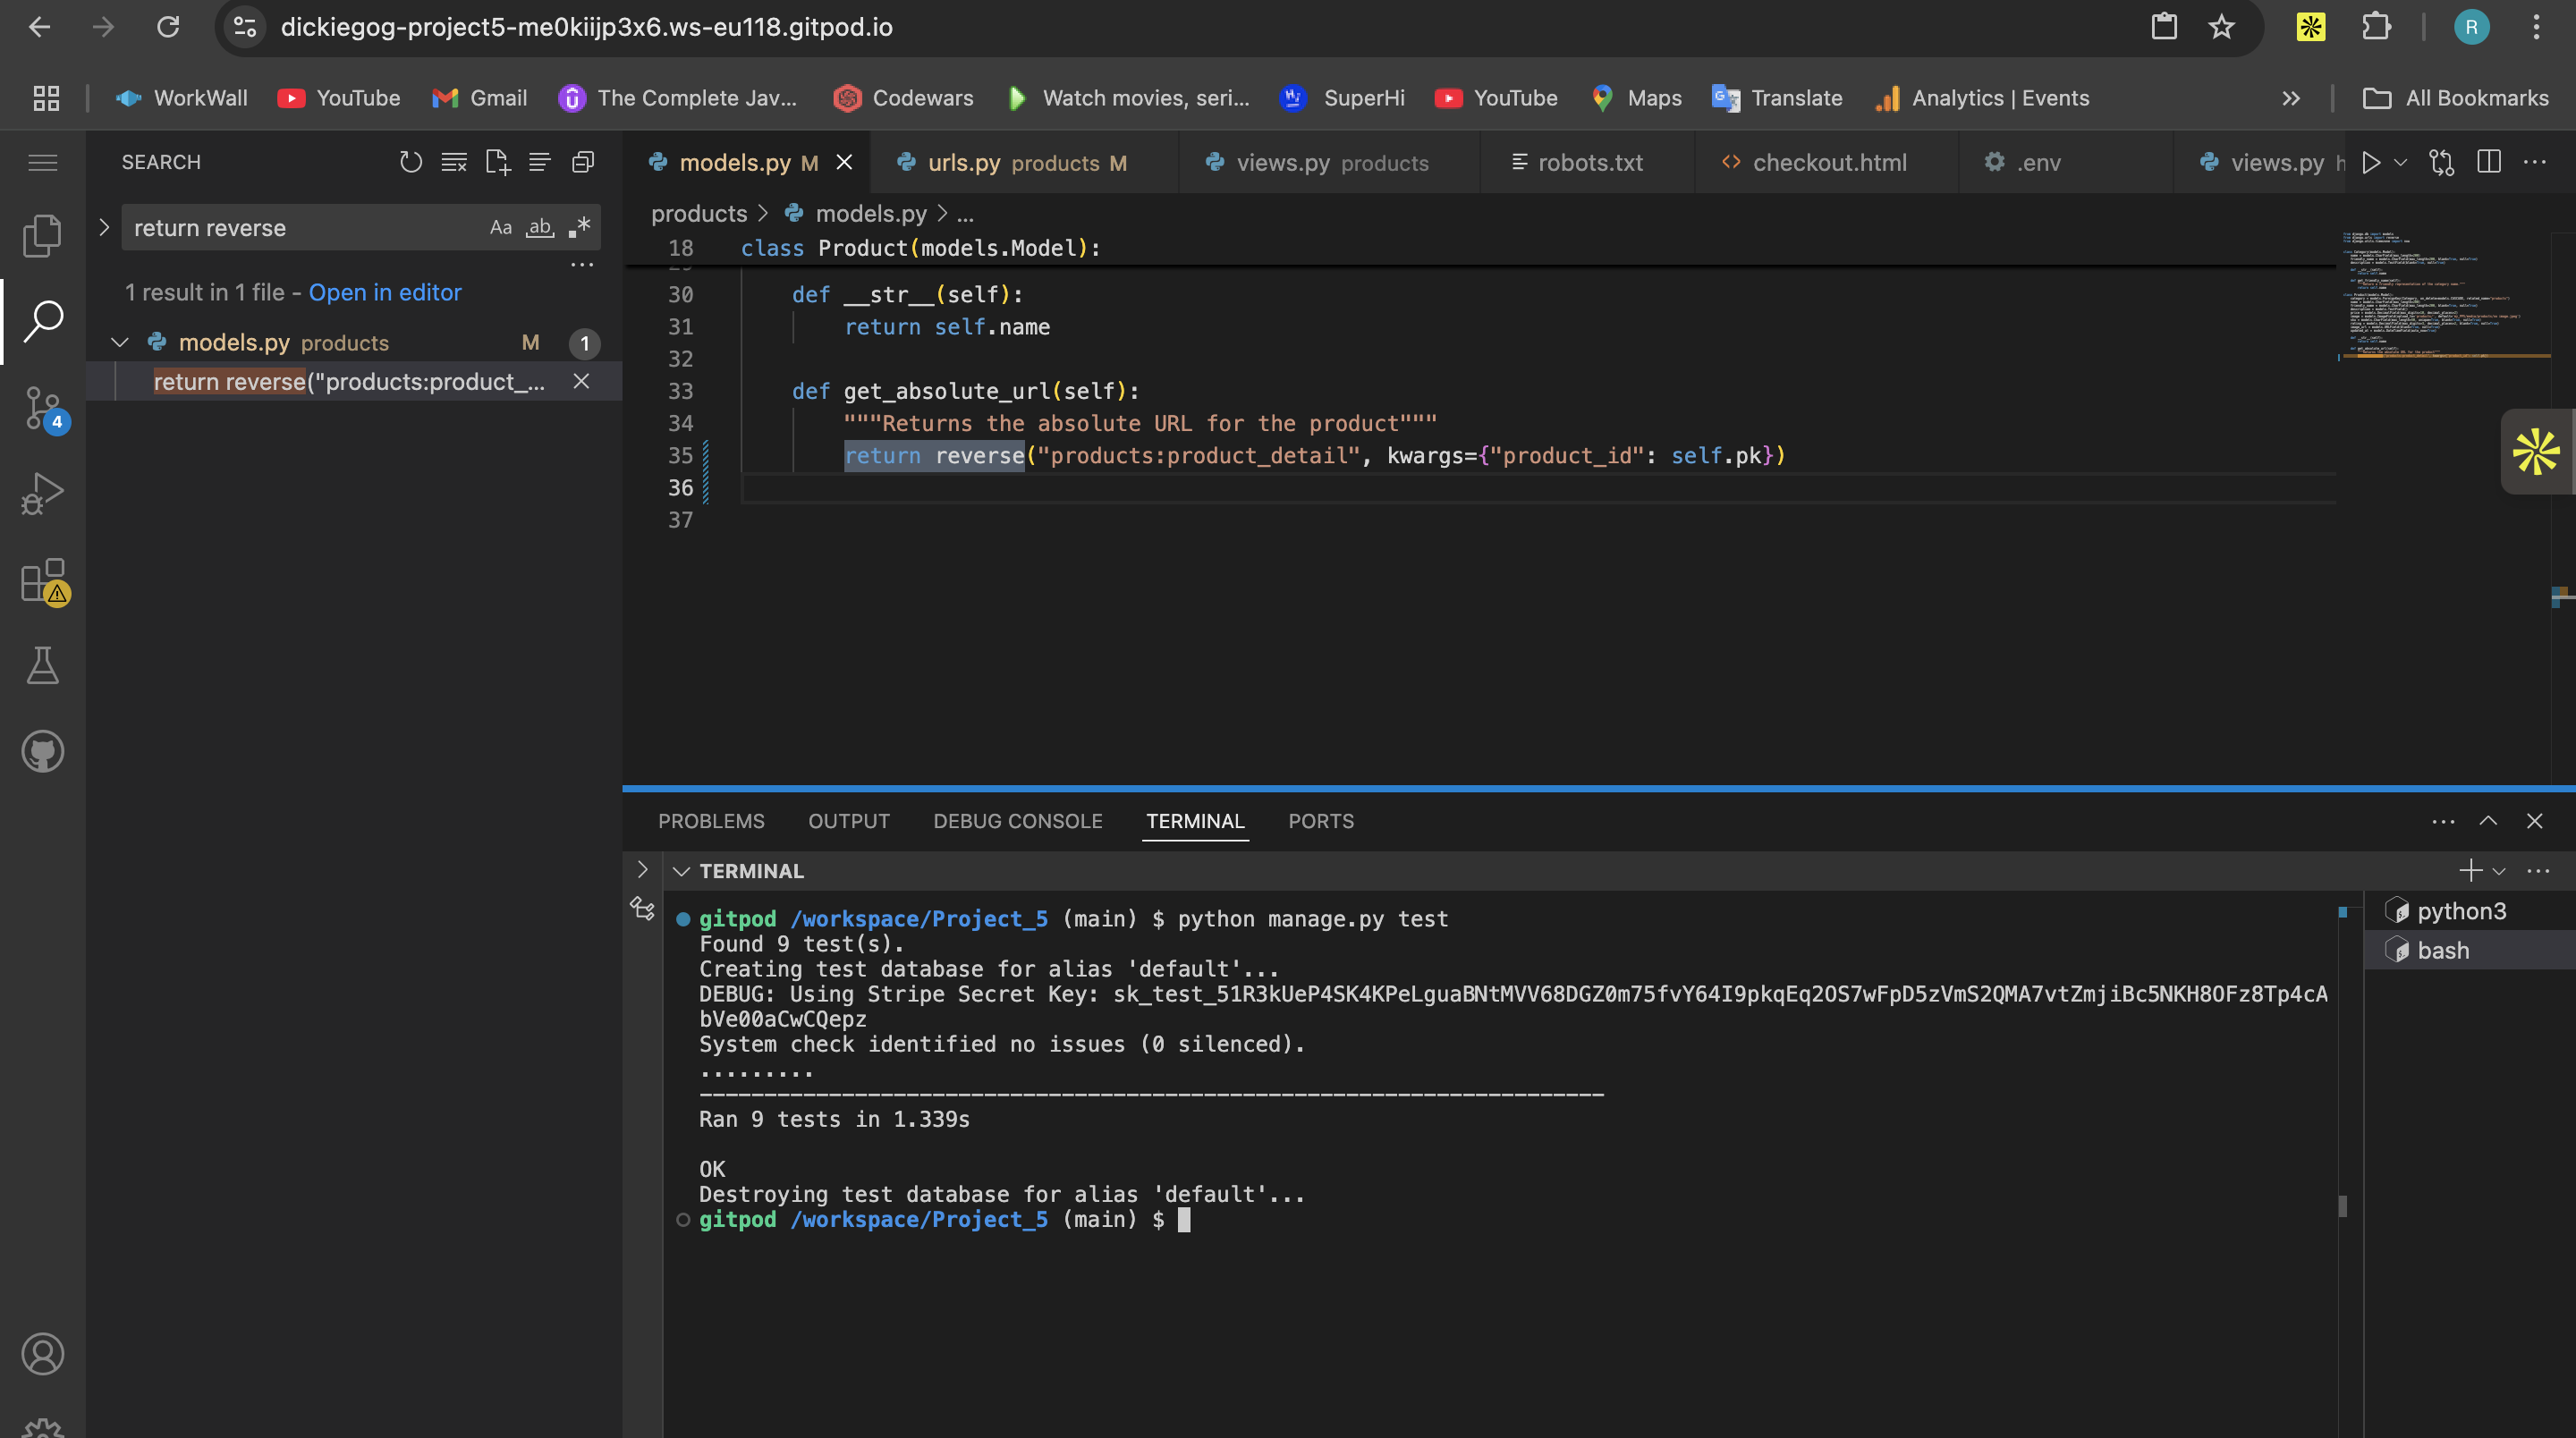 dickiegog-project5-me0kiijp3x6.ws-eu118.gitpod.io
R
WorkWall
YouTube
Gmail
The Complete Jav...
Codewars
Watch movies, seri...
SuperHi
YouTube
Maps
Translate
Analytics | Events
All Bookmarks
SEARCH
return reverse
Aa
ab
1 result in 1 file - Open in editor
models.py products M 1
return reverse("products:product_...
4
models.py M
urls.py products M
views.py products
robots.txt
checkout.html
.env
views.py h
products > models.py > ...
18 class Product(models.Model):
30 def __str__(self):
31 return self.name
32
33 def get_absolute_url(self):
34 """Returns the absolute URL for the product"""
35 return reverse("products:product_detail", kwargs={"product_id": self.pk})
36
37
PROBLEMS
OUTPUT
DEBUG CONSOLE
TERMINAL
PORTS
TERMINAL
gitpod /workspace/Project_5 (main) $ python manage.py test
Found 9 test(s).
Creating test database for alias 'default'...
DEBUG: Using Stripe Secret Key: sk_test_51R3kUeP4SK4KPeLguaBNtMVV68DGZ0m75fvY64I9pkqEq2OS7wFpD5zVmS2QMA7vtZmjiBc5NKH8OFz8Tp4cA
bVe00aCwCQepz
System check identified no issues (0 silenced).
.........
----------------------------------------------------------------------
Ran 9 tests in 1.339s
OK
Destroying test database for alias 'default'...
gitpod /workspace/Project_5 (main) $
python3
bash